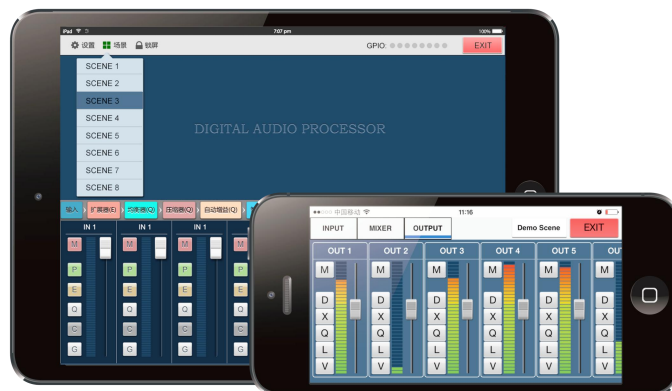 iPad
7:07 pm
100%
设置 场景 锁屏
GPIO:
EXIT
SCENE 1
SCENE 2
SCENE 3
SCENE 4
SCENE 5
SCENE 6
SCENE 7
SCENE 8
DIGITAL AUDIO PROCESSOR
输入 扩展器(E) 均衡器(Q) 压缩器(Q) 自动增益(Q)
IN 1 IN 1 IN 1
M M M M
P P P P
E E E E
Q Q Q Q
C C C C
G G G G
中国移动 11:16
INPUT MIXER OUTPUT Demo Scene EXIT
OUT 1 OUT 2 OUT 3 OUT 4 OUT 5 OU
M M M M M M
D D D D D D
X X X X X X
Q Q Q Q Q Q
L L L L L L
V V V V V V